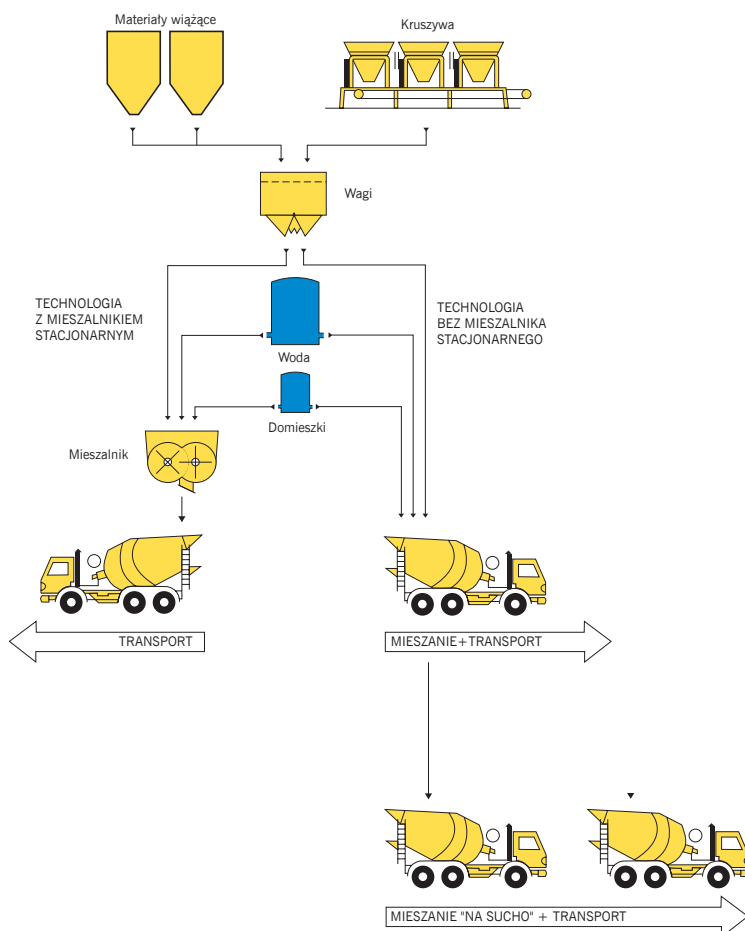 Materiały wiążące
Kruszywa
Wagi
TECHNOLOGIA
Z MIESZALNIKIEM
STACJONARNYM
TECHNOLOGIA
BEZ MIESZALNIKA
STACJONARNEGO
Woda
Domieszki
Mieszalnik
TRANSPORT
MIESZANIE+TRANSPORT
MIESZANIE "NA SUCHO" + TRANSPORT